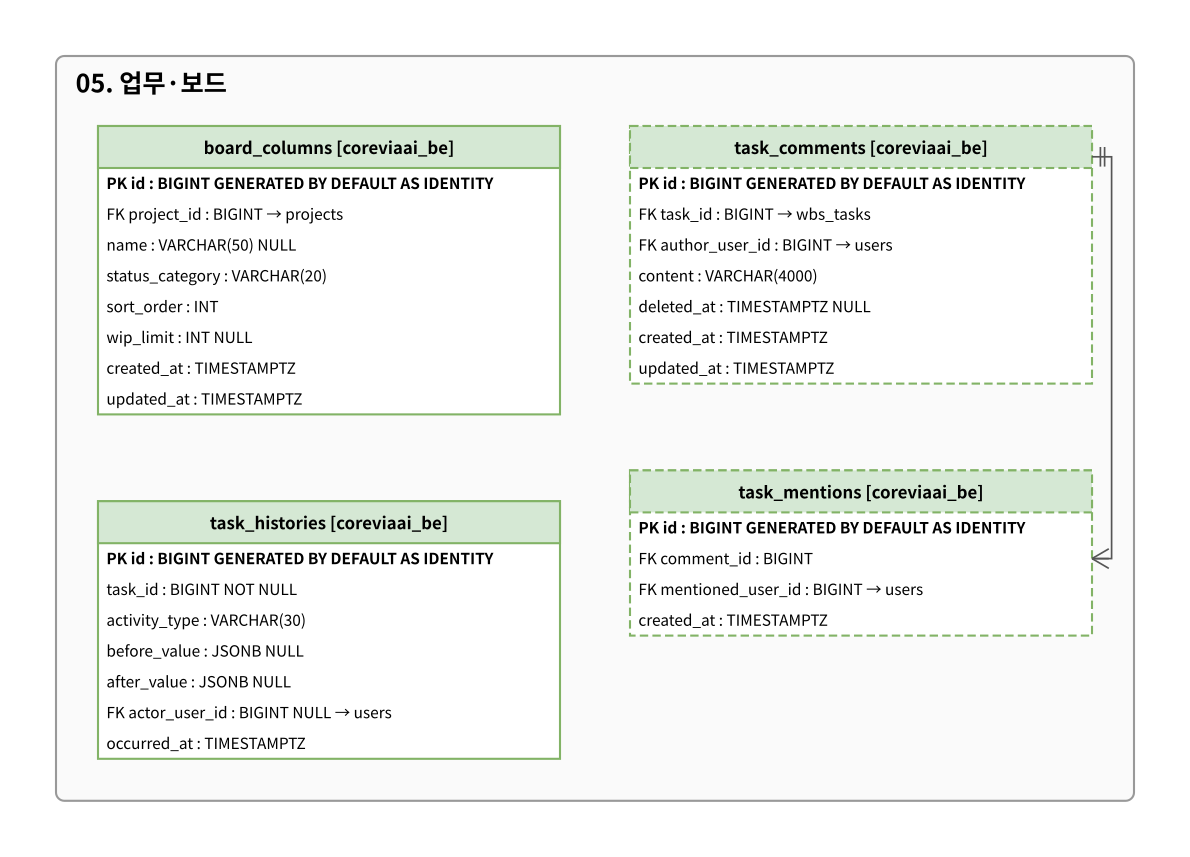 05. 업무·보드
board_columns [coreviaai_be]
PK id : BIGINT GENERATED BY DEFAULT AS IDENTITY
FK project_id : BIGINT → projects
name : VARCHAR(50) NULL
status_category : VARCHAR(20)
sort_order : INT
wip_limit : INT NULL
created_at : TIMESTAMPTZ
updated_at : TIMESTAMPTZ
task_histories [coreviaai_be]
PK id : BIGINT GENERATED BY DEFAULT AS IDENTITY
task_id : BIGINT NOT NULL
activity_type : VARCHAR(30)
before_value : JSONB NULL
after_value : JSONB NULL
FK actor_user_id : BIGINT NULL → users
occurred_at : TIMESTAMPTZ
task_comments [coreviaai_be]
PK id : BIGINT GENERATED BY DEFAULT AS IDENTITY
FK task_id : BIGINT → wbs_tasks
FK author_user_id : BIGINT → users
content : VARCHAR(4000)
deleted_at : TIMESTAMPTZ NULL
created_at : TIMESTAMPTZ
updated_at : TIMESTAMPTZ
task_mentions [coreviaai_be]
PK id : BIGINT GENERATED BY DEFAULT AS IDENTITY
FK comment_id : BIGINT
FK mentioned_user_id : BIGINT → users
created_at : TIMESTAMPTZ